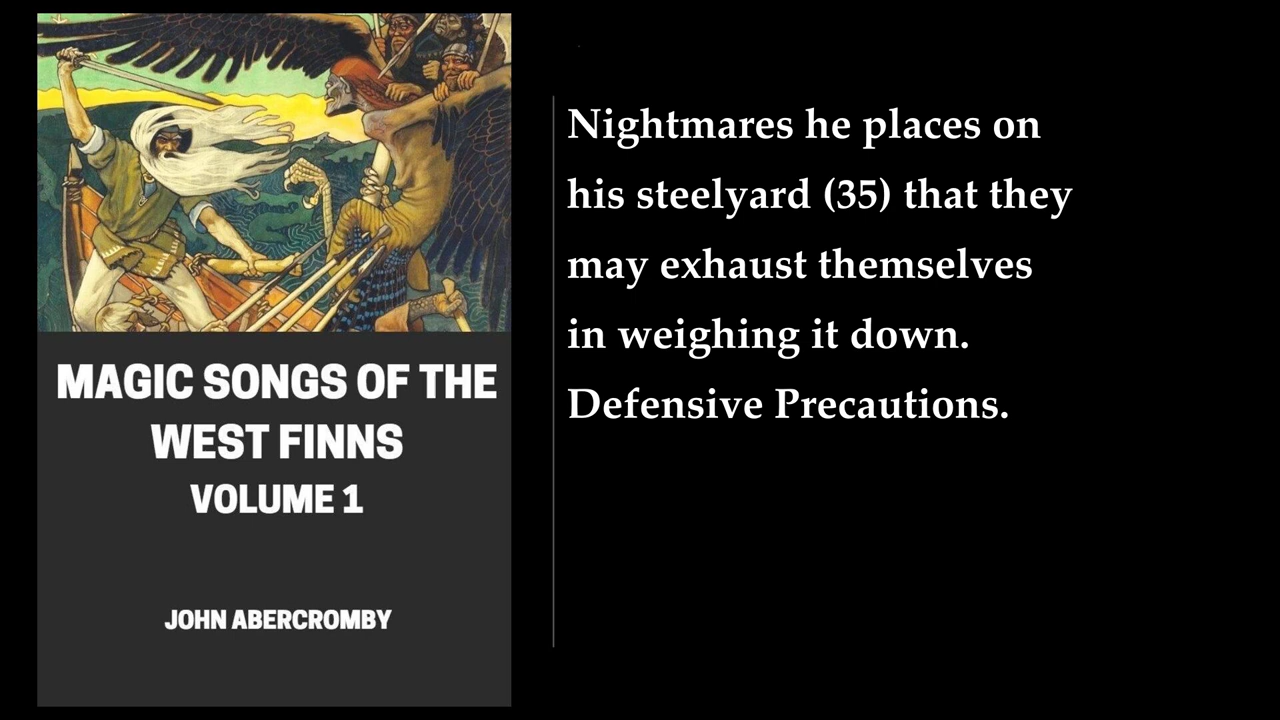 MAGIC SONGS OF THE
WEST FINNS
VOLUME 1
JOHN ABERCROMBY
Nightmares he places on
his steelyard (35) that they
may exhaust themselves
in weighing it down.
Defensive Precautions.